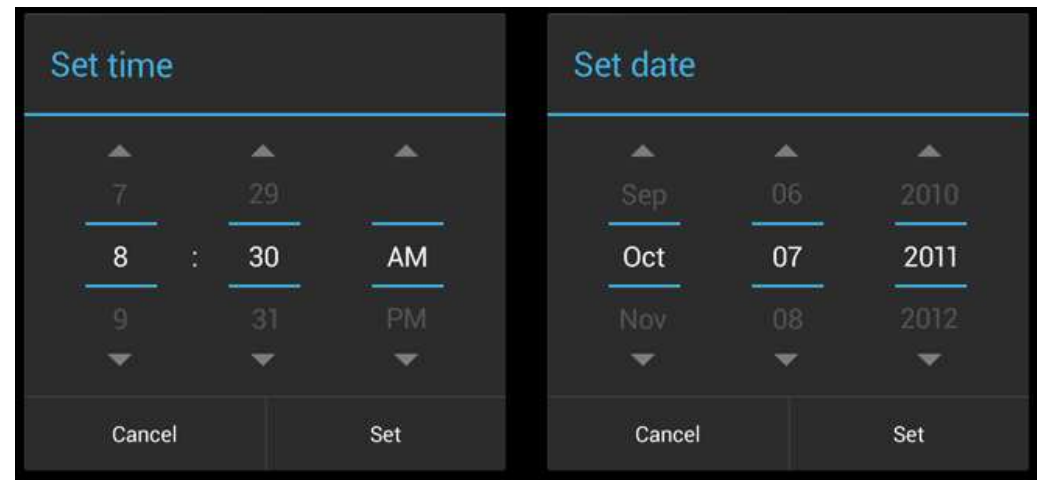 Set time
7 29
8 : 30 AM
9 31 PM
Cancel Set
Set date
Sep 06 2010
Oct 07 2011
Nov 08 2012
Cancel Set